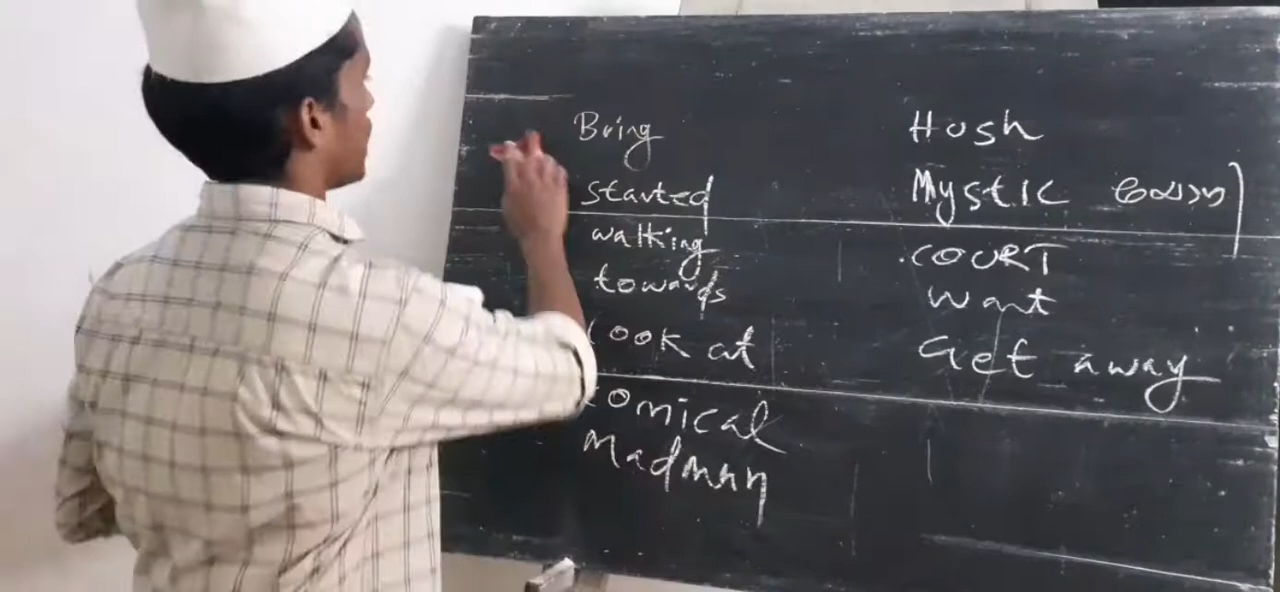 Bring
started
walking
towards
look at
comical
Madman
Hush
Mystic
COURT
Want
Get away